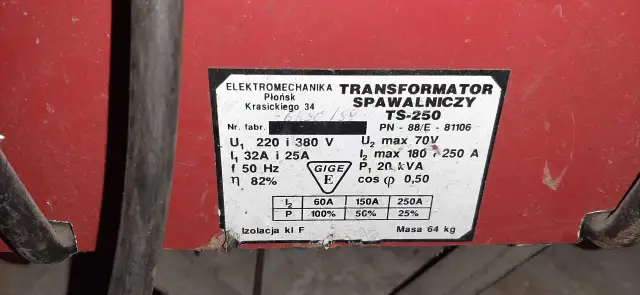 ELEKTROMECHANIKA
Płońsk
Krasickiego 34
TRANSFORMATOR
SPAWALNICZY
TS-250
Nr. fabr.
PN - 88/E - 81106
U1 220 i 380 V
U2 max 70V
I1 32A i 25A
I2 max 180 i 250 A
f 50 Hz
P1 20 kVA
η 82%
cos φ 0,50
GIGE
E
I2 60A 150A 250A
P 100% 50% 25%
Izolacja kl F
Masa 64 kg